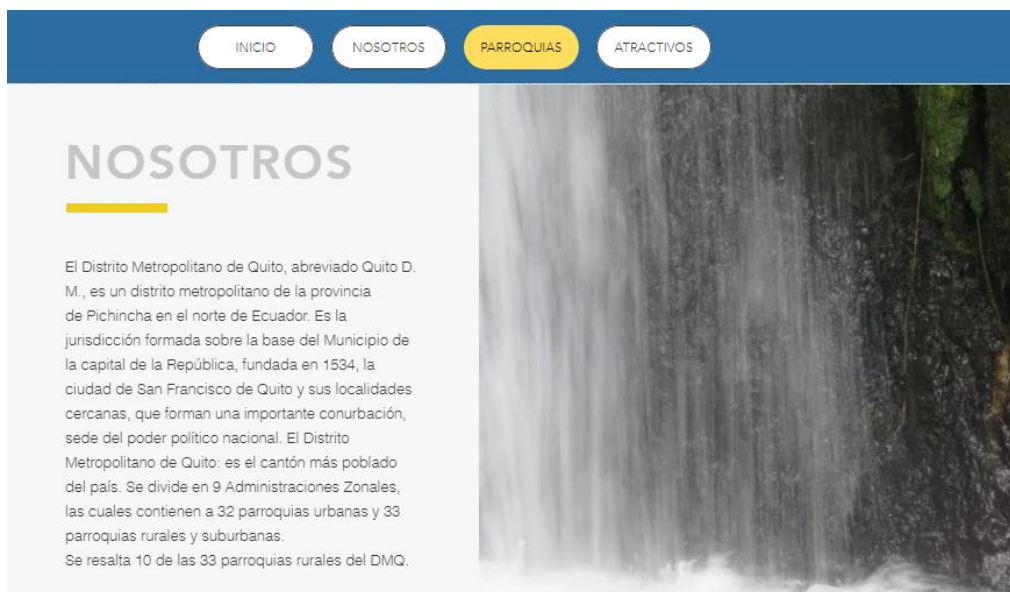 INICIO
NOSOTROS
PARROQUIAS
ATRACTIVOS
NOSOTROS
El Distrito Metropolitano de Quito, abreviado Quito D.
M., es un distrito metropolitano de la provincia
de Pichincha en el norte de Ecuador. Es la
jurisdicción formada sobre la base del Municipio de
la capital de la República, fundada en 1534, la
ciudad de San Francisco de Quito y sus localidades
cercanas, que forman una importante conurbación,
sede del poder político nacional. El Distrito
Metropolitano de Quito: es el cantón más poblado
del país. Se divide en 9 Administraciones Zonales,
las cuales contienen a 32 parroquias urbanas y 33
parroquias rurales y suburbanas.
Se resalta 10 de las 33 parroquias rurales del DMQ.